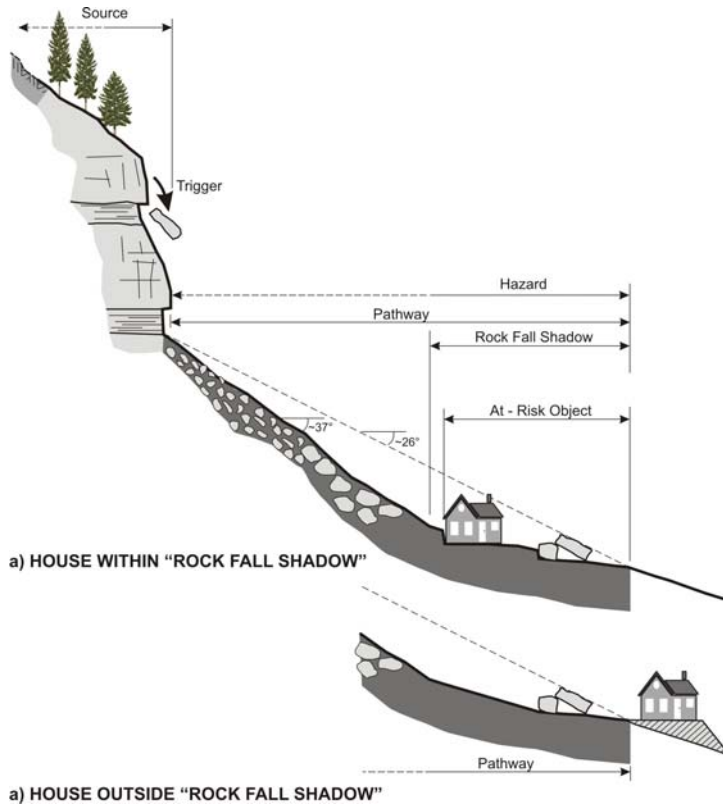 Source
Trigger
Hazard
Pathway
Rock Fall Shadow
At - Risk Object
~37°
~26°
a) HOUSE WITHIN “ROCK FALL SHADOW”
Pathway
a) HOUSE OUTSIDE “ROCK FALL SHADOW”